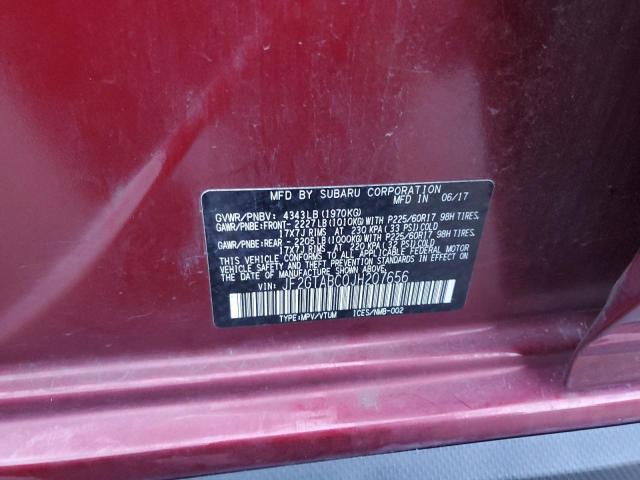 MFD BY SUBARU CORPORATION
MFD IN 06/17
GVWR/PNBV: 4343LB(1970KG)
GAWR/PNBE:FRONT- 2227LB(1010KG)WITH P225/60R17 98H TIRES,
17X7J RIMS AT 230 KPA( 33 PSI)COLD
GAWR/PNBE:REAR - 2205LB(1000KG)WITH P225/60R17 98H TIRES,
17X7J RIMS AT 220 KPA( 32 PSI)COLD
THIS VEHICLE CONFORMS TO ALL APPLICABLE FEDERAL MOTOR
VEHICLE SAFETY, BUMPER, AND THEFT PREVENTION STANDARDS
IN EFFECT ON THE DATE OF MANUFACTURE SHOWN ABOVE.
VIN: JF2GTABC0JH207656
TYPE:MPV/VTUM ICES/NMB-002